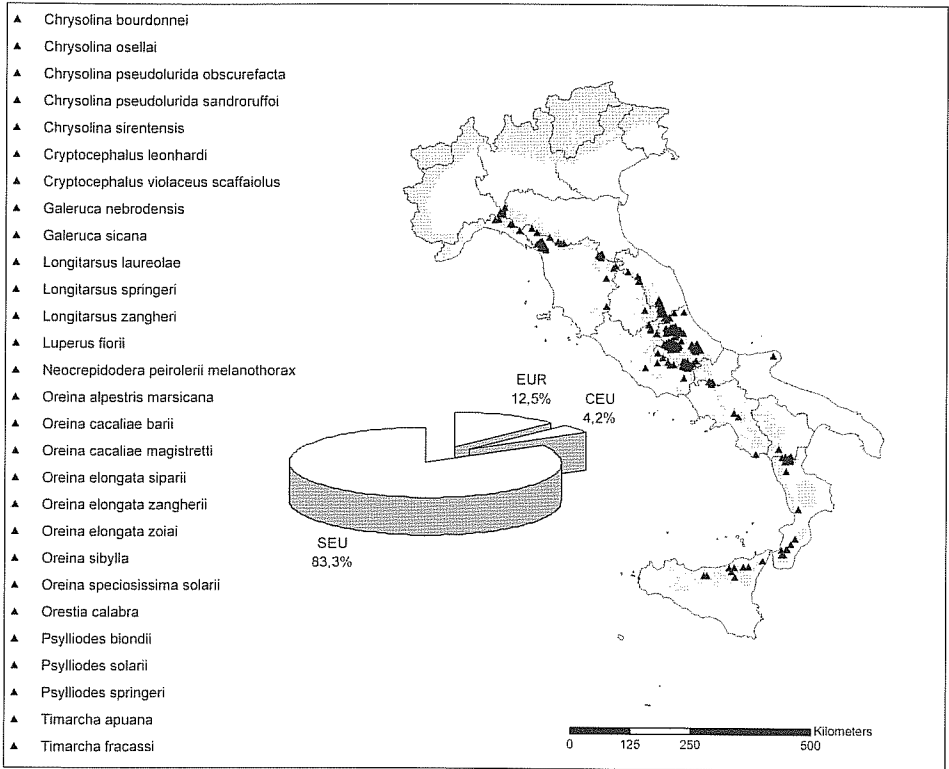 Chrysolina bourdonnei
Chrysolina osellai
Chrysolina pseudolurida obscurefacta
Chrysolina pseudolurida sandroruffoi
Chrysolina sirentensis
Cryptocephalus leonhardi
Cryptocephalus violaceus scaffaiolus
Galeruca nebrodensis
Galeruca sicana
Longitarsus laureolae
Longitarsus springeri
Longitarsus zangheri
Luperus fiorii
Neocrepidodera peirolerii melanothorax
Oreina alpestris marsicana
Oreina cacaliae barii
Oreina cacaliae magistretti
Oreina elongata siparii
Oreina elongata zangherii
Oreina elongata zoiai
Oreina sibylla
Oreina speciosissima solarii
Orestia calabra
Psylliodes biondii
Psylliodes solarii
Psylliodes springeri
Timarcha apuana
Timarcha fracassi
EUR
12,5%
CEU
4,2%
SEU
83,3%
Kilometers
0 125 250 500